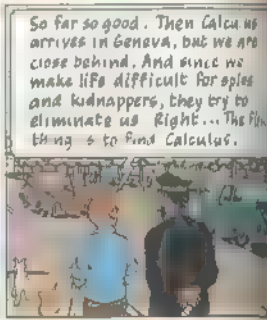 So far so good. Then Calculus
arrives in Geneva, but we are
close behind. And since we
make life difficult for spies
and kidnappers, they try to
eliminate us. Right... The
thing is to find Calculus.